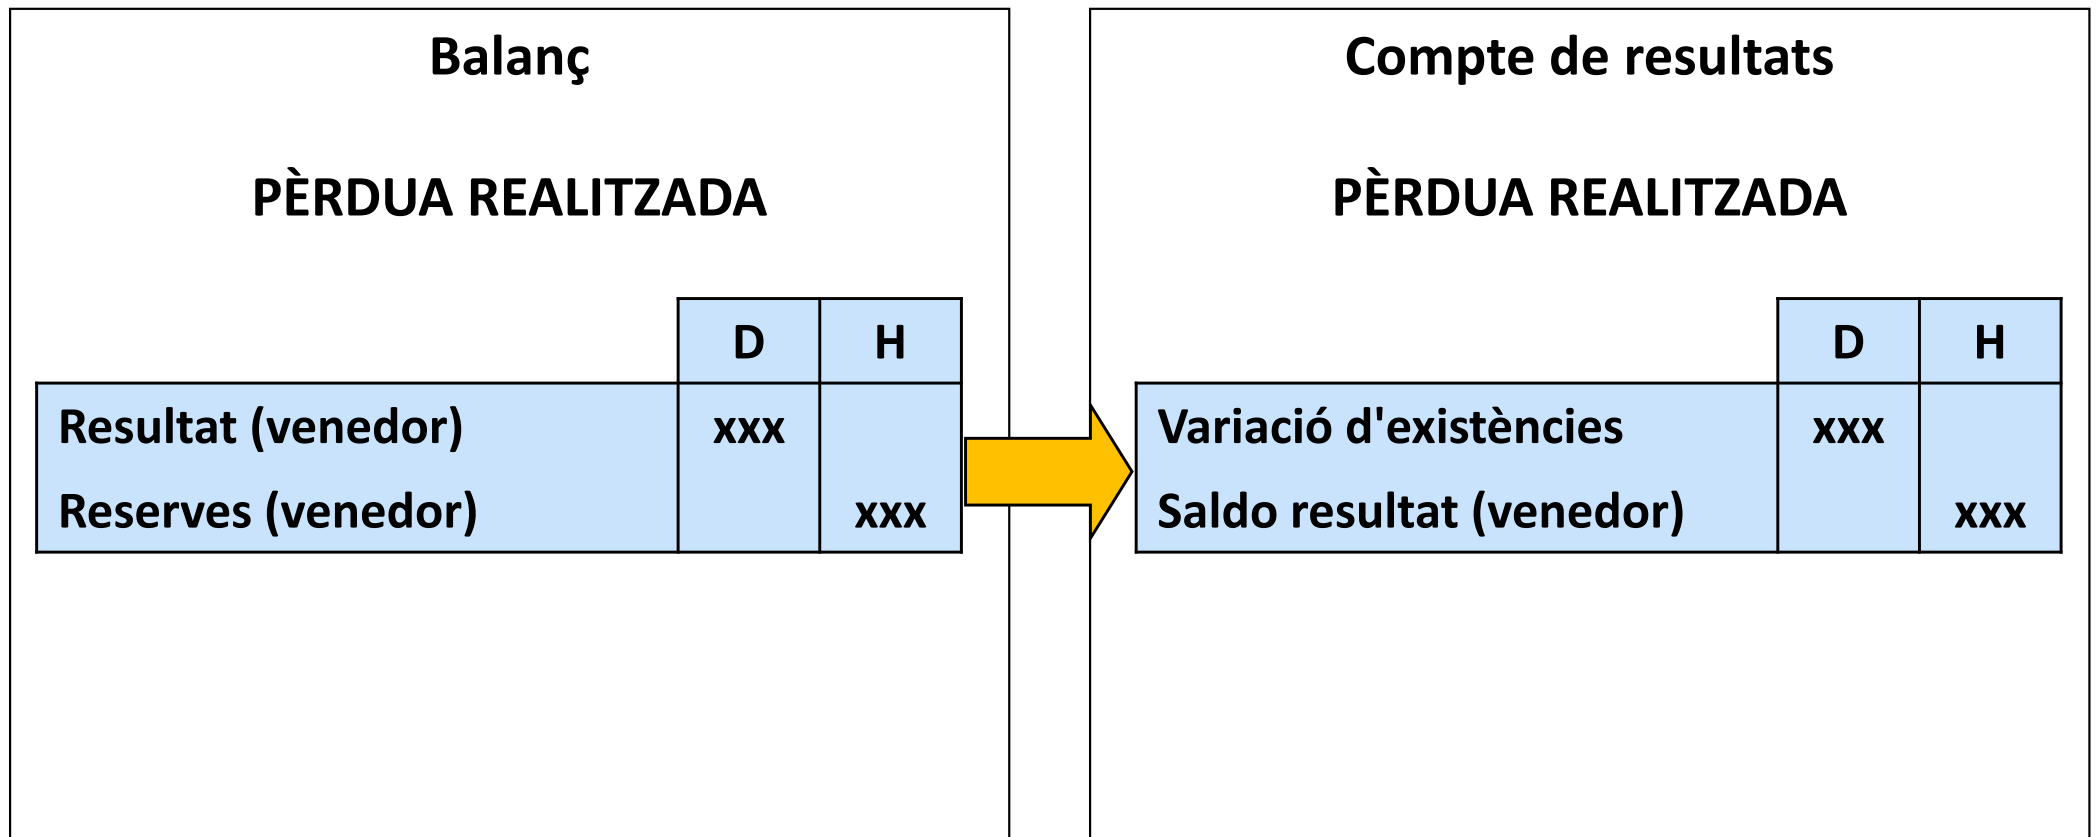 Balanç
PÈRDUA REALITZADA
D H
Resultat (venedor) xxx
Reserves (venedor) xxx
Compte de resultats
PÈRDUA REALITZADA
D H
Variació d'existències xxx
Saldo resultat (venedor) xxx